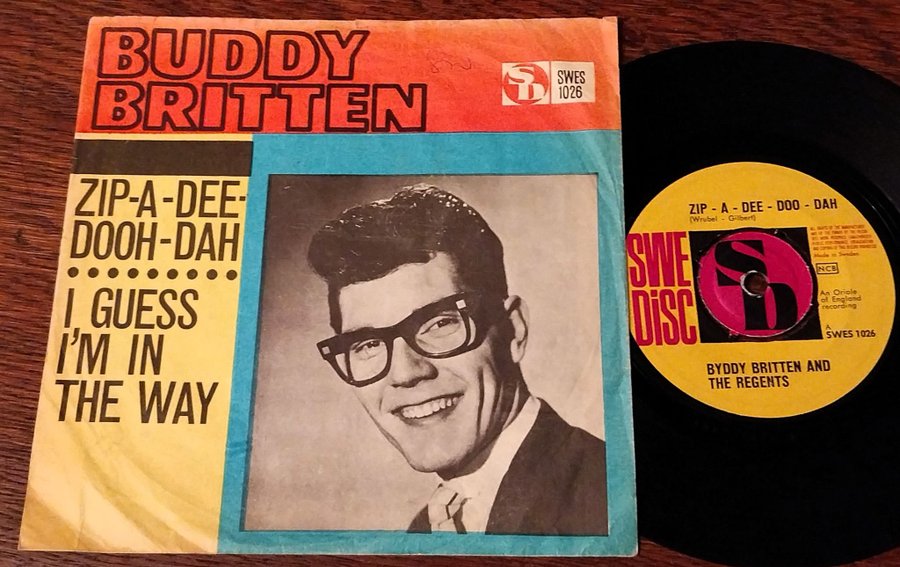 BUDDY
BRITTEN
SD
SWES
1026
ZIP-A-DEE-
DOOH-DAH
I GUESS
I'M IN
THE WAY
ZIP - A - DEE - DOO - DAH
(Wrubel - Gilbert)
SWE
DISC
SD
Made in Sweden
NCB
An Oriole
of England
recording
A
SWES 1026
BYDDY BRITTEN AND
THE REGENTS